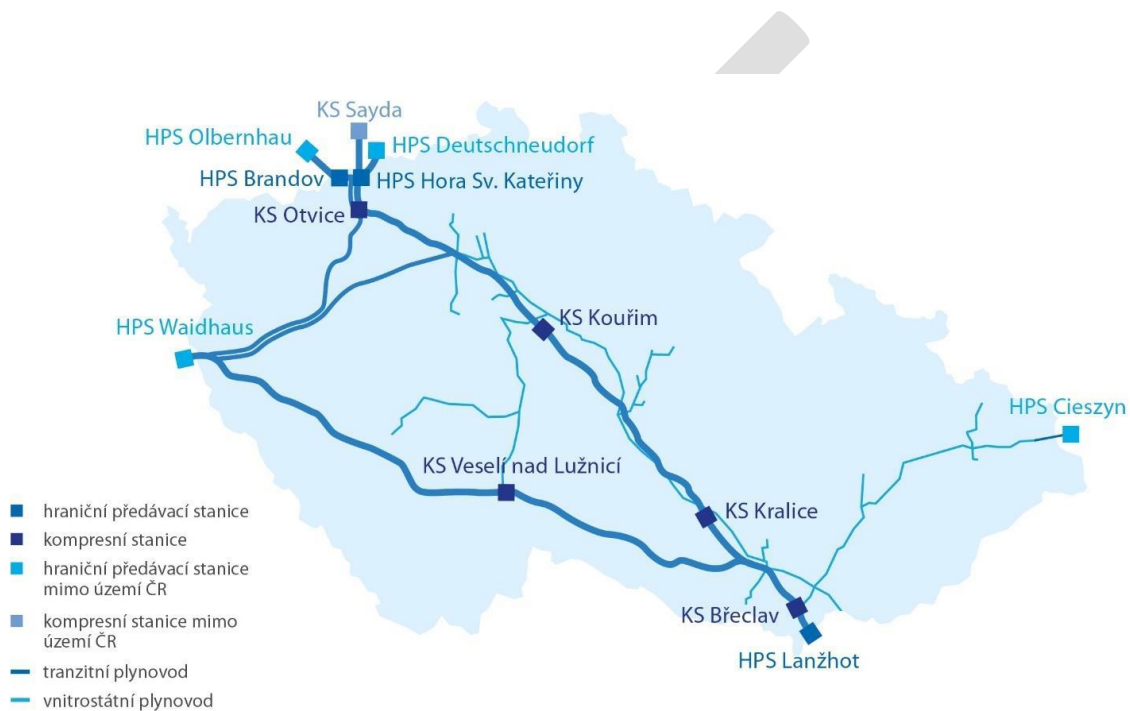 KS Sayda
HPS Olbernhau
HPS Deutschneudorf
HPS Brandov
HPS Hora Sv. Kateřiny
KS Otvice
KS Kouřim
HPS Waidhaus
HPS Cieszyn
KS Veselí nad Lužnicí
KS Kralice
KS Břeclav
HPS Lanžhot
hraniční předávací stanice
kompresní stanice
hraniční předávací stanice
mimo území ČR
kompresní stanice mimo
území ČR
tranzitní plynovod
vnitrostátní plynovod